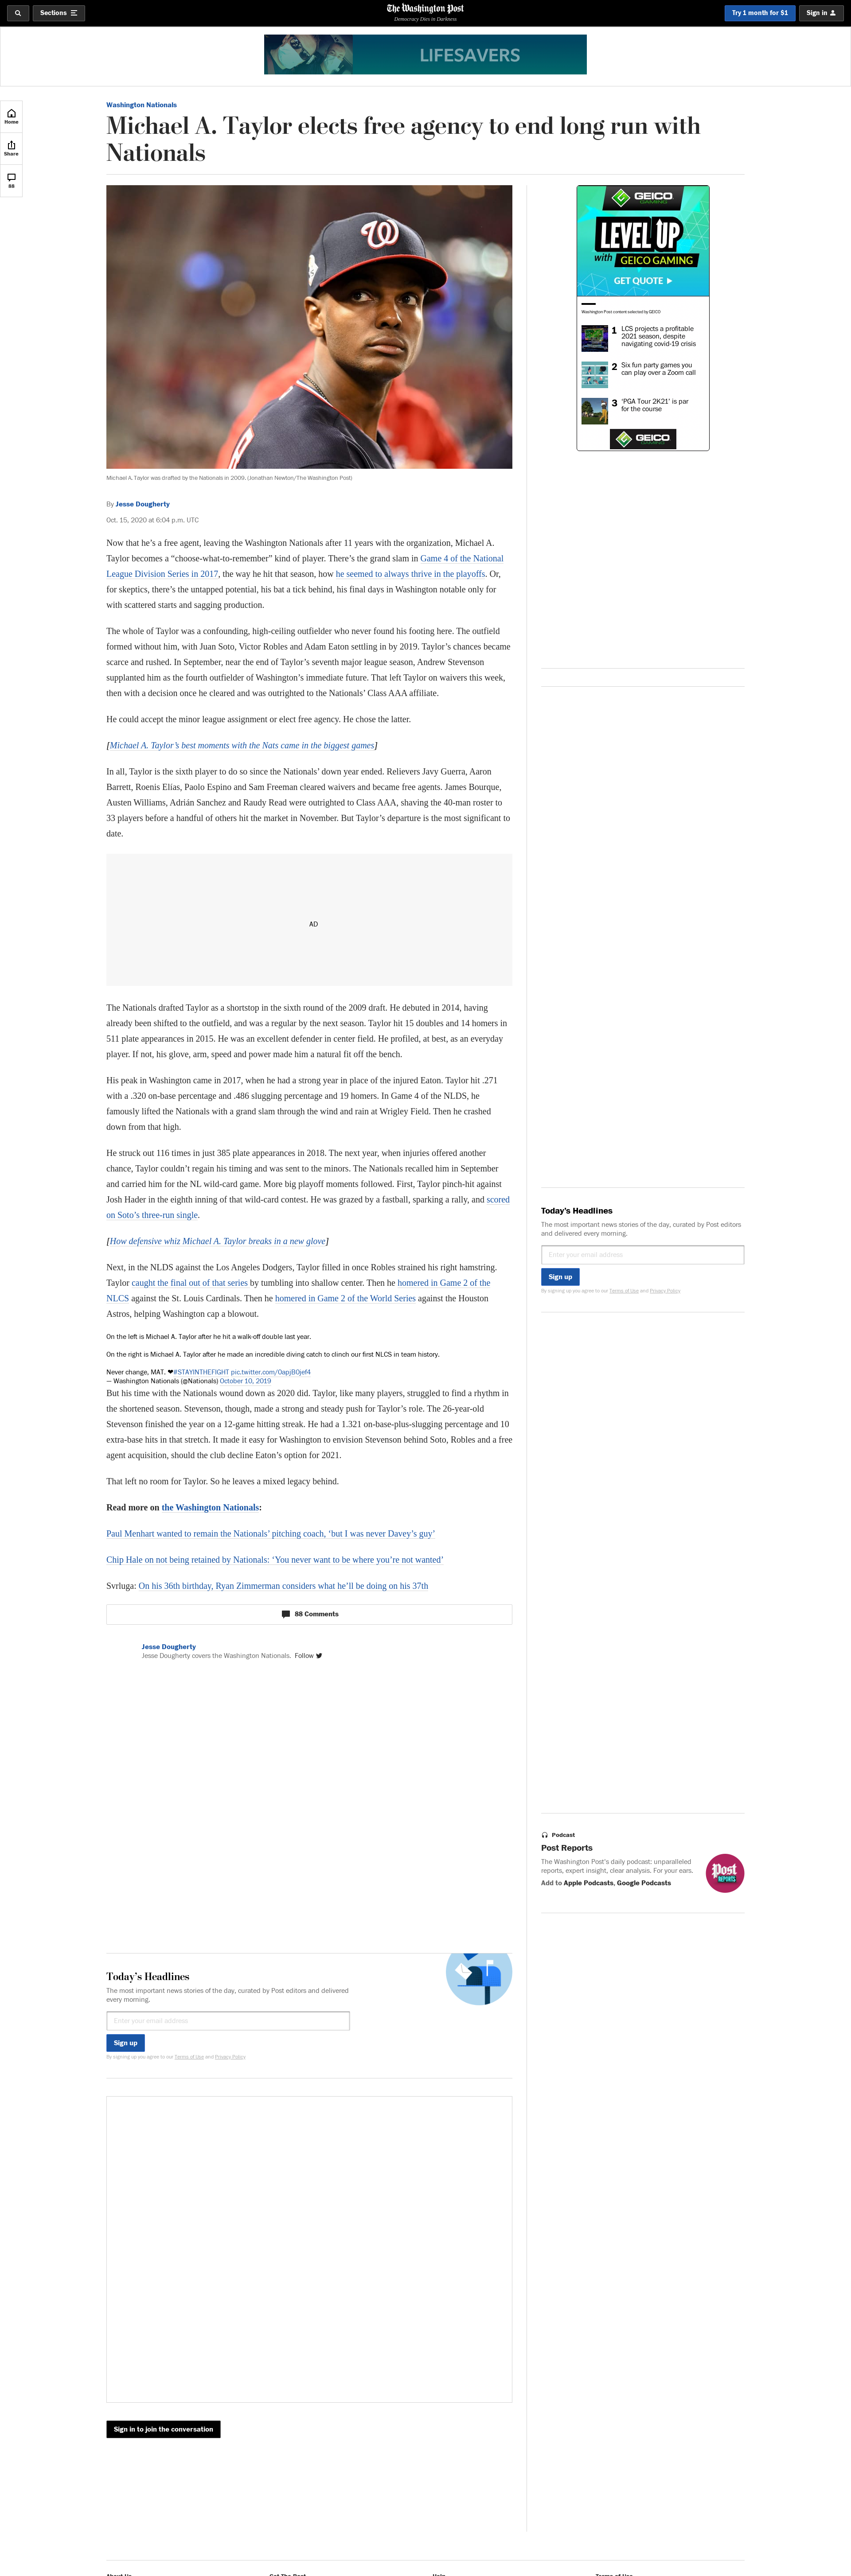 Sections
The Washington Post
Democracy Dies in Darkness
Try 1 month for $1
Sign in
LIFESAVERS
Home
Share
88
Washington Nationals
Michael A. Taylor elects free agency to end long run with
Nationals
Michael A. Taylor was drafted by the Nationals in 2009. (Jonathan Newton/The Washington Post)
By Jesse Dougherty
Oct. 15, 2020 at 6:04 p.m. UTC
Now that he’s a free agent, leaving the Washington Nationals after 11 years with the organization, Michael A.
Taylor becomes a “choose-what-to-remember” kind of player. There’s the grand slam in Game 4 of the National
League Division Series in 2017, the way he hit that season, how he seemed to always thrive in the playoffs. Or,
for skeptics, there’s the untapped potential, his bat a tick behind, his final days in Washington notable only for
with scattered starts and sagging production.
The whole of Taylor was a confounding, high-ceiling outfielder who never found his footing here. The outfield
formed without him, with Juan Soto, Victor Robles and Adam Eaton settling in by 2019. Taylor’s chances became
scarce and rushed. In September, near the end of Taylor’s seventh major league season, Andrew Stevenson
supplanted him as the fourth outfielder of Washington’s immediate future. That left Taylor on waivers this week,
then with a decision once he cleared and was outrighted to the Nationals’ Class AAA affiliate.
He could accept the minor league assignment or elect free agency. He chose the latter.
[Michael A. Taylor’s best moments with the Nats came in the biggest games]
In all, Taylor is the sixth player to do so since the Nationals’ down year ended. Relievers Javy Guerra, Aaron
Barrett, Roenis Elías, Paolo Espino and Sam Freeman cleared waivers and became free agents. James Bourque,
Austen Williams, Adrián Sanchez and Raudy Read were outrighted to Class AAA, shaving the 40-man roster to
33 players before a handful of others hit the market in November. But Taylor’s departure is the most significant to
date.
AD
The Nationals drafted Taylor as a shortstop in the sixth round of the 2009 draft. He debuted in 2014, having
already been shifted to the outfield, and was a regular by the next season. Taylor hit 15 doubles and 14 homers in
511 plate appearances in 2015. He was an excellent defender in center field. He profiled, at best, as an everyday
player. If not, his glove, arm, speed and power made him a natural fit off the bench.
His peak in Washington came in 2017, when he had a strong year in place of the injured Eaton. Taylor hit .271
with a .320 on-base percentage and .486 slugging percentage and 19 homers. In Game 4 of the NLDS, he
famously lifted the Nationals with a grand slam through the wind and rain at Wrigley Field. Then he crashed
down from that high.
He struck out 116 times in just 385 plate appearances in 2018. The next year, when injuries offered another
chance, Taylor couldn’t regain his timing and was sent to the minors. The Nationals recalled him in September
and carried him for the NL wild-card game. More big playoff moments followed. First, Taylor pinch-hit against
Josh Hader in the eighth inning of that wild-card contest. He was grazed by a fastball, sparking a rally, and scored
on Soto’s three-run single.
[How defensive whiz Michael A. Taylor breaks in a new glove]
Next, in the NLDS against the Los Angeles Dodgers, Taylor filled in once Robles strained his right hamstring.
Taylor caught the final out of that series by tumbling into shallow center. Then he homered in Game 2 of the
NLCS against the St. Louis Cardinals. Then he homered in Game 2 of the World Series against the Houston
Astros, helping Washington cap a blowout.
On the left is Michael A. Taylor after he hit a walk-off double last year.
On the right is Michael A. Taylor after he made an incredible diving catch to clinch our first NLCS in team history.
Never change, MAT. ❤#STAYINTHEFIGHT pic.twitter.com/0apjB0jef4
— Washington Nationals (@Nationals) October 10, 2019
But his time with the Nationals wound down as 2020 did. Taylor, like many players, struggled to find a rhythm in
the shortened season. Stevenson, though, made a strong and steady push for Taylor’s role. The 26-year-old
Stevenson finished the year on a 12-game hitting streak. He had a 1.321 on-base-plus-slugging percentage and 10
extra-base hits in that stretch. It made it easy for Washington to envision Stevenson behind Soto, Robles and a free
agent acquisition, should the club decline Eaton’s option for 2021.
That left no room for Taylor. So he leaves a mixed legacy behind.
Read more on the Washington Nationals:
Paul Menhart wanted to remain the Nationals’ pitching coach, ‘but I was never Davey’s guy’
Chip Hale on not being retained by Nationals: ‘You never want to be where you’re not wanted’
Svrluga: On his 36th birthday, Ryan Zimmerman considers what he’ll be doing on his 37th
88 Comments
Jesse Dougherty
Jesse Dougherty covers the Washington Nationals. Follow
Today’s Headlines
The most important news stories of the day, curated by Post editors and delivered
every morning.
Enter your email address
Sign up
By signing up you agree to our Terms of Use and Privacy Policy
Sign in to join the conversation
GEICO
GAMING
LEVEL UP
with GEICO GAMING
GET QUOTE
Washington Post content selected by GEICO
1 LCS projects a profitable
2021 season, despite
navigating covid-19 crisis
2 Six fun party games you
can play over a Zoom call
3 ‘PGA Tour 2K21’ is par
for the course
GEICO
GAMING
Today’s Headlines
The most important news stories of the day, curated by Post editors
and delivered every morning.
Enter your email address
Sign up
By signing up you agree to our Terms of Use and Privacy Policy
Podcast
Post Reports
The Washington Post’s daily podcast: unparalleled
reports, expert insight, clear analysis. For your ears.
Add to Apple Podcasts, Google Podcasts
Post
REPORTS
About Us
Get The Post
Help
Terms of Use